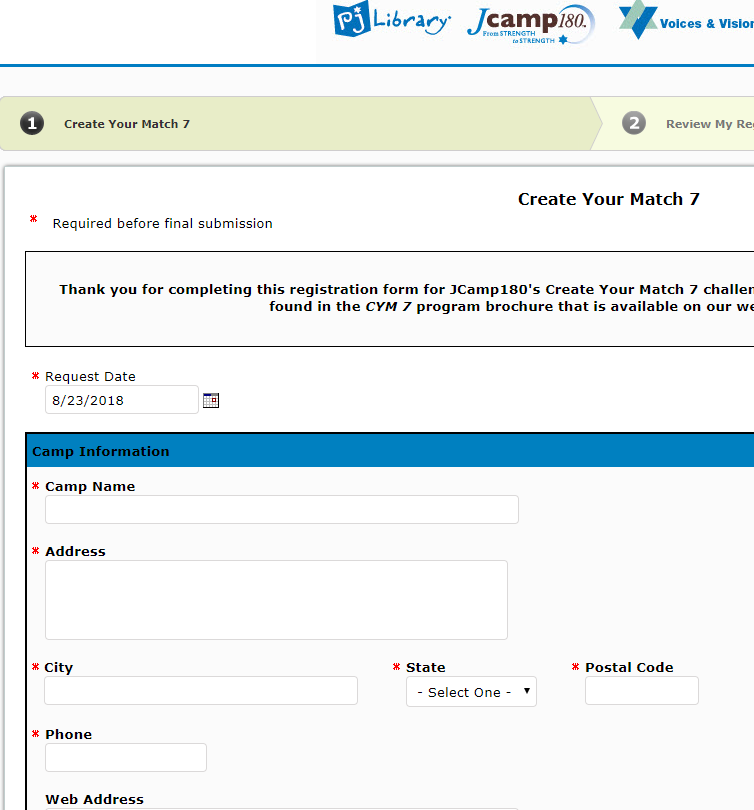 PJ Library
Jcamp 180.
From STRENGTH
to STRENGTH
Voices & Vision
1 Create Your Match 7
2 Review My Re
Create Your Match 7
* Required before final submission
Thank you for completing this registration form for JCamp180's Create Your Match 7 challen
found in the CYM 7 program brochure that is available on our we
* Request Date
8/23/2018
Camp Information
* Camp Name
* Address
* City * State * Postal Code
- Select One -
* Phone
Web Address